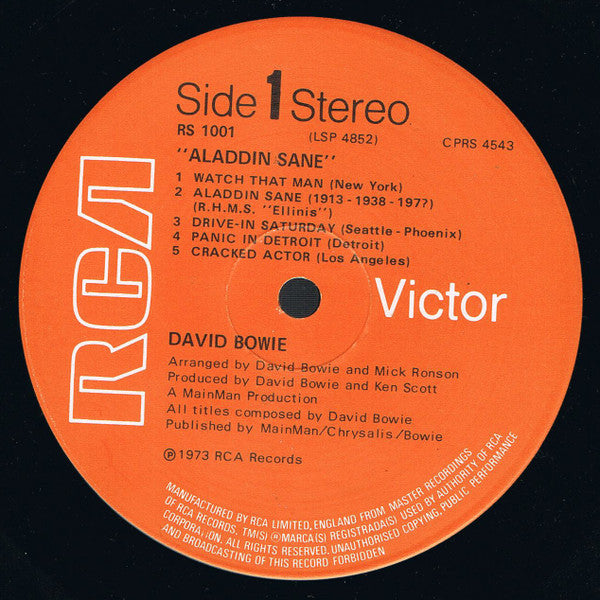 RCA
Side 1 Stereo
RS 1001
(LSP 4852)
CPRS 4543
"ALADDIN SANE"
1 WATCH THAT MAN (New York)
2 ALADDIN SANE (1913 - 1938 - 197?)
(R.H.M.S. "Ellinis")
3 DRIVE-IN SATURDAY (Seattle - Phoenix)
4 PANIC IN DETROIT (Detroit)
5 CRACKED ACTOR (Los Angeles)
Victor
DAVID BOWIE
Arranged by David Bowie and Mick Ronson
Produced by David Bowie and Ken Scott
A MainMan Production
All titles composed by David Bowie
Published by MainMan/Chrysalis/Bowie
℗ 1973 RCA Records
MANUFACTURED BY RCA LIMITED, ENGLAND FROM MASTER RECORDINGS
OF RCA RECORDS, TM(S) ® MARCA(S) REGISTRADA(S) USED BY AUTHORITY OF RCA
CORPORA,ION. ALL RIGHTS RESERVED. UNAUTHORISED COPYING, PUBLIC PERFORMANCE
AND BROADCASTING OF THIS RECORD FORBIDDEN